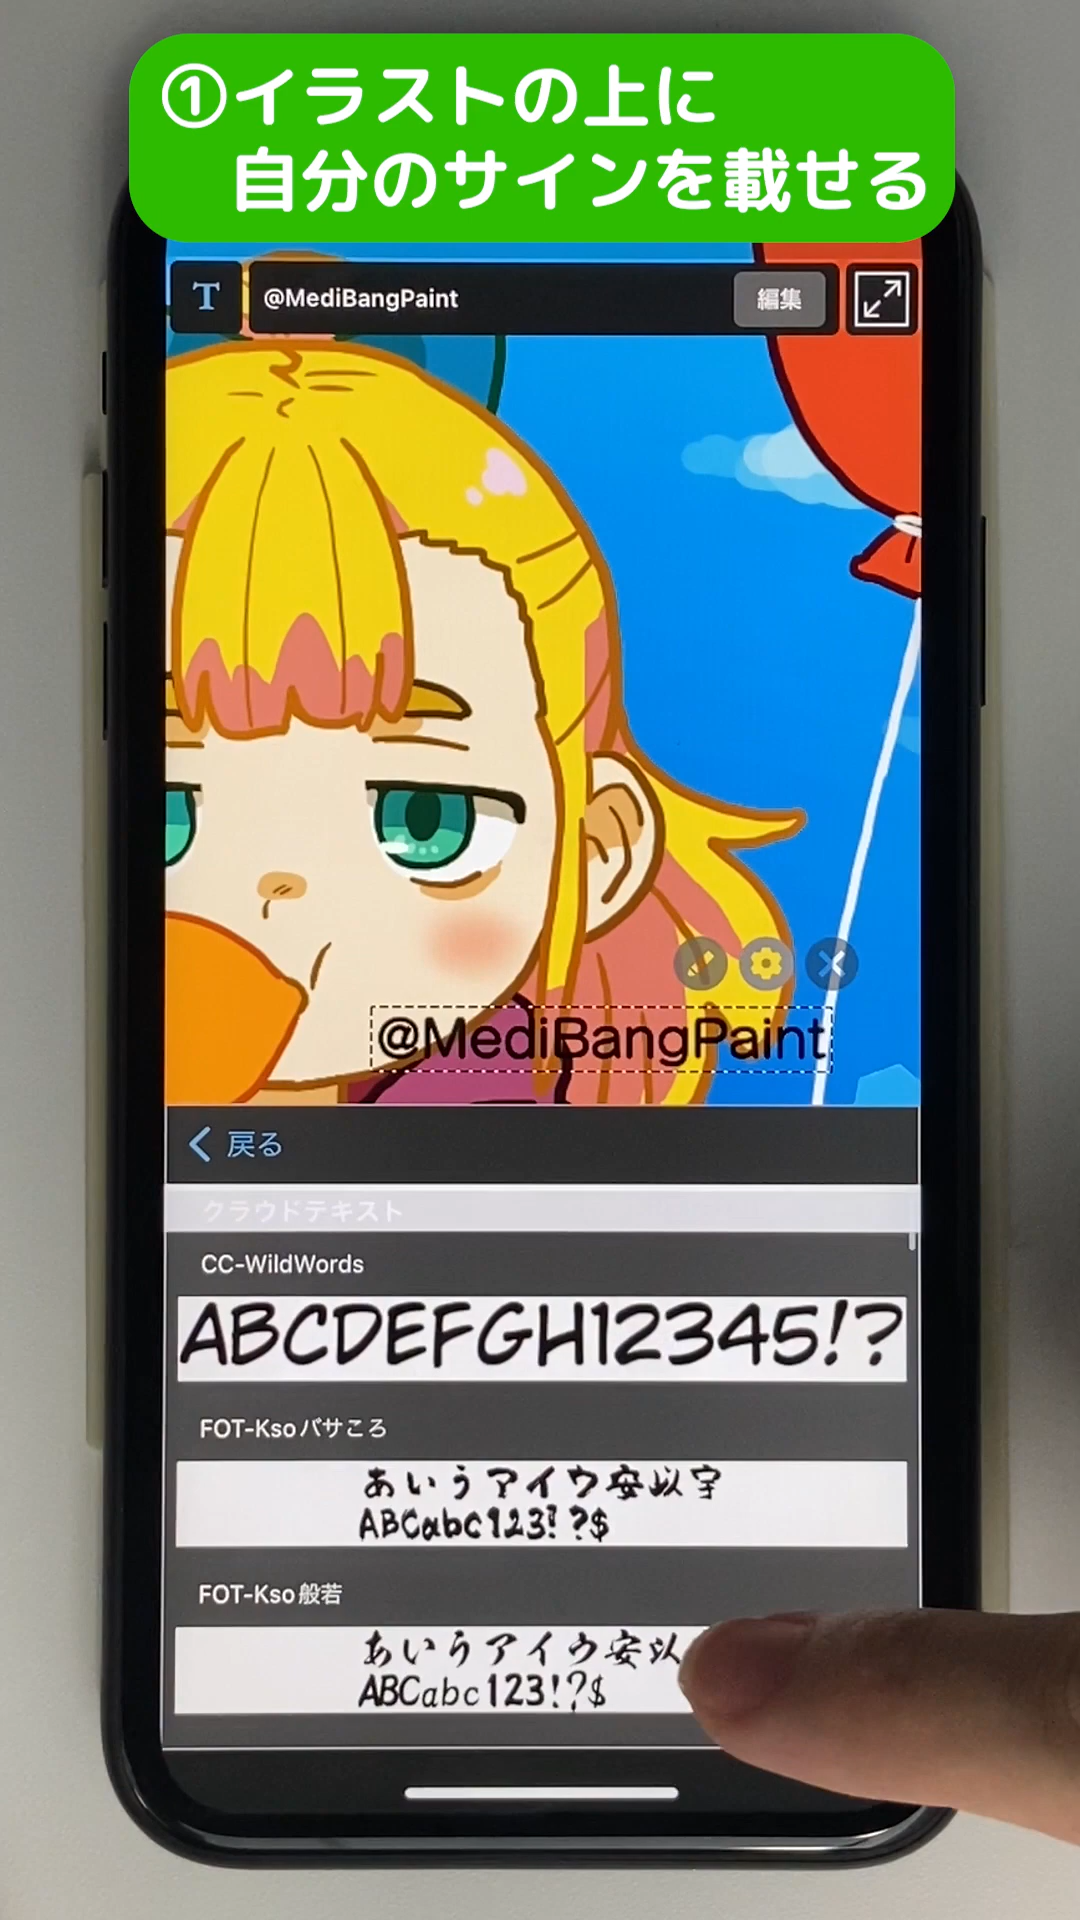 ①イラストの上に
自分のサインを載せる
T
@MediBangPaint
編集
@MediBangPaint
戻る
クラウドテキスト
CC-WildWords
ABCDEFGH12345!?
FOT-Ksoバサころ
あいうアイウ安以宇
ABCabc123!?$
FOT-Kso般若
あいうアイウ安以
ABCabc123!?$